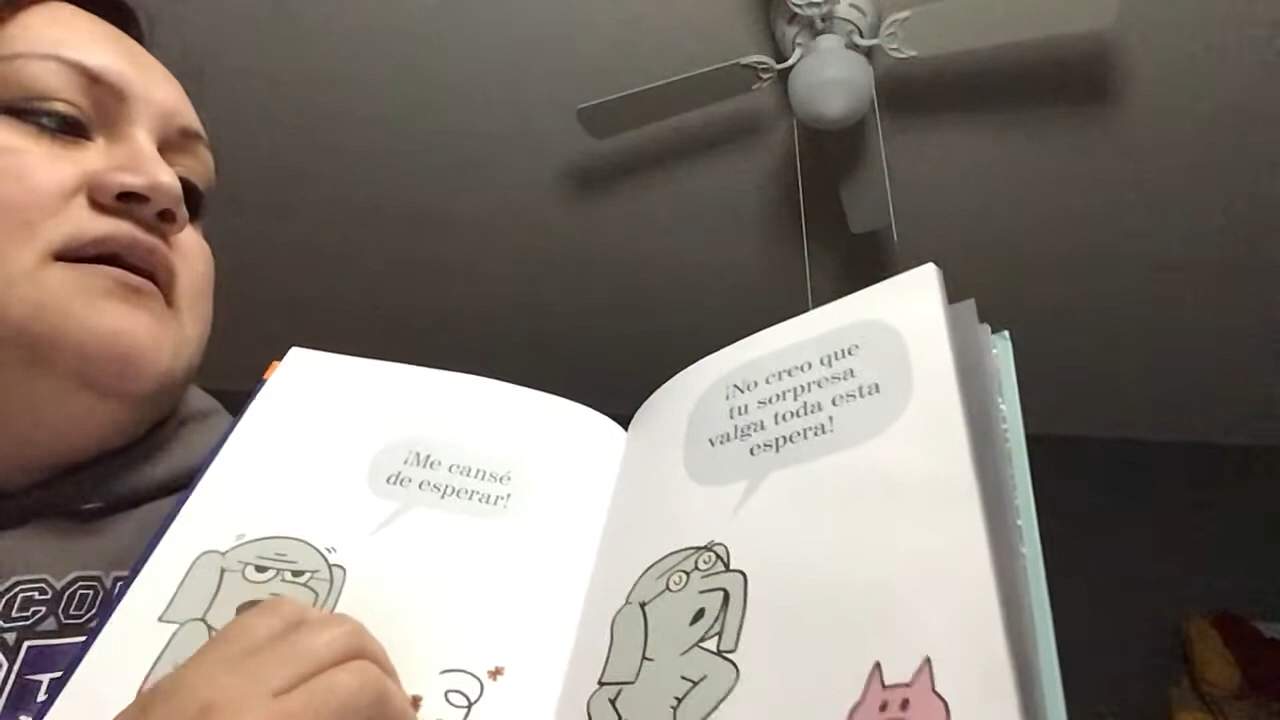 ¡Me cansé
de esperar!
¡No creo que
tu sorpresa
valga toda esta
espera!